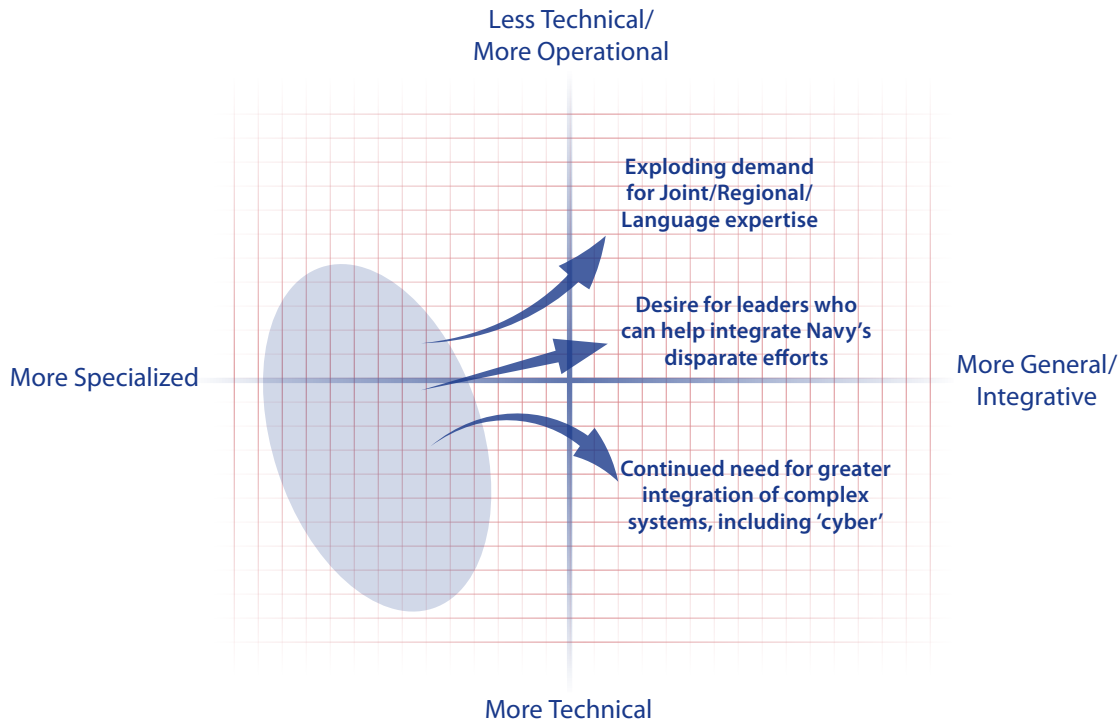 Less Technical/
More Operational
Exploding demand
for Joint/Regional/
Language expertise
Desire for leaders who
can help integrate Navy’s
disparate efforts
More Specialized
More General/
Integrative
Continued need for greater
integration of complex
systems, including ‘cyber’
More Technical